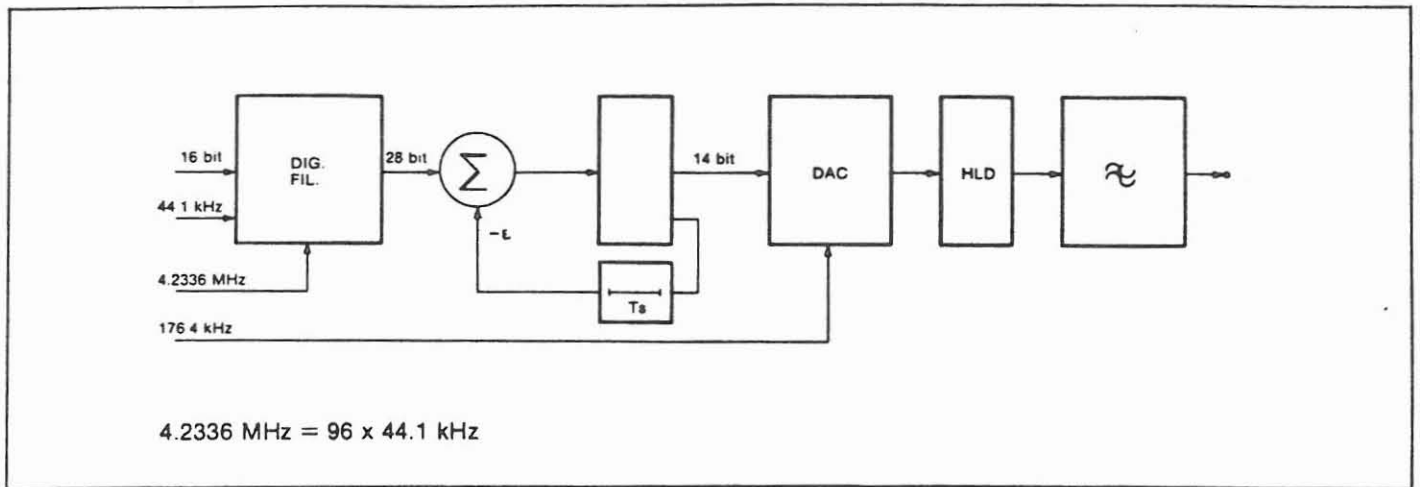 16 bit
44 1 kHz
4.2336 MHz
176 4 kHz
DIG.
FIL.
28 bit
Σ
-ε
Ts
14 bit
DAC
HLD
4.2336 MHz = 96 x 44.1 kHz